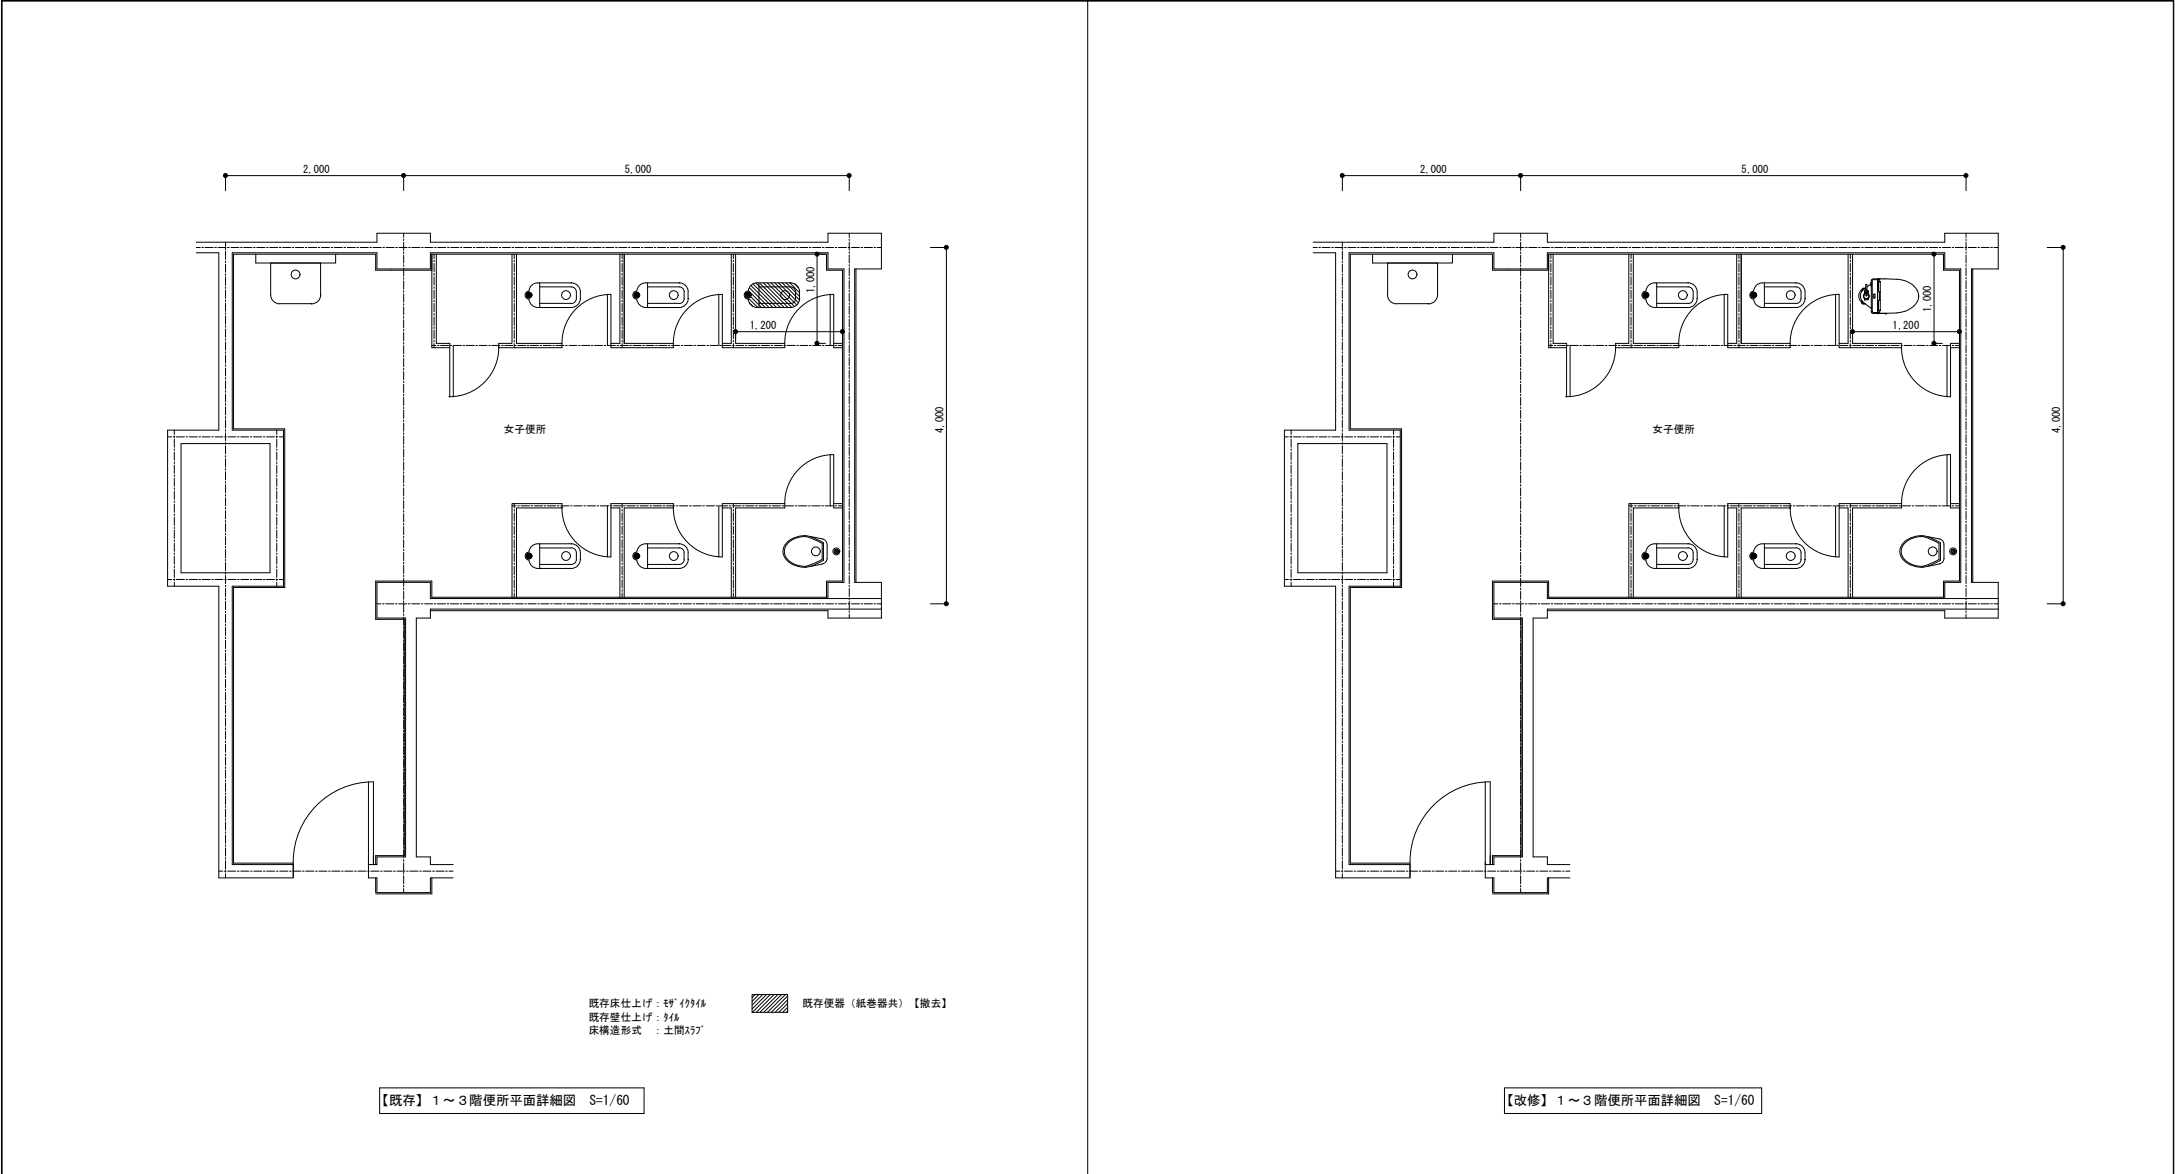 2,000
5,000
1,000
1,200
4,000
女子便所
既存床仕上げ：ﾓｻﾞｲｸﾀｲﾙ
既存壁仕上げ：ﾀｲﾙ
床構造形式　：土間ｽﾗﾌﾞ
既存便器（紙巻器共）【撤去】
【既存】１～３階便所平面詳細図　S=1/60
2,000
5,000
1,000
1,200
4,000
女子便所
【改修】１～３階便所平面詳細図　S=1/60